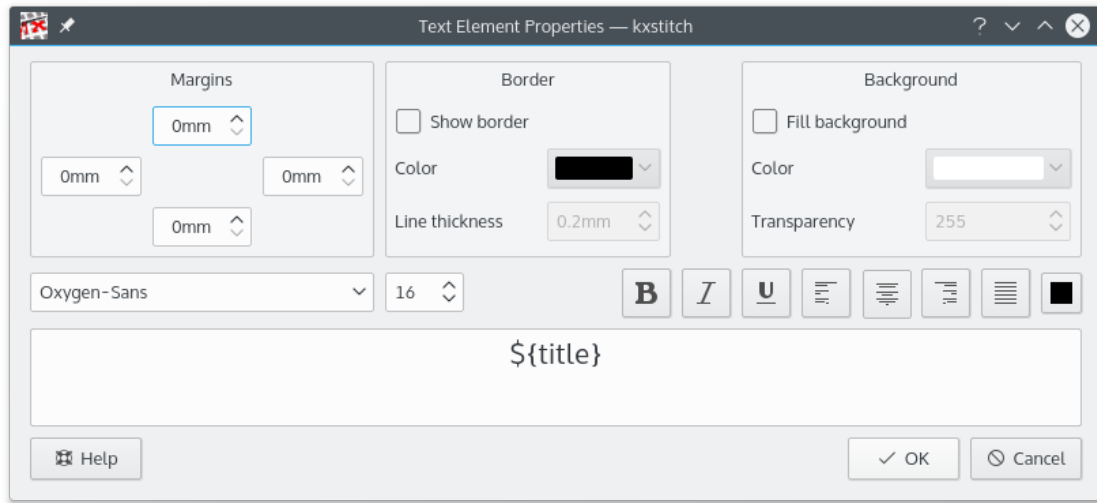 Text Element Properties — kxstitch
Margins
0mm
0mm
0mm
0mm
Border
Show border
Color
Line thickness
0.2mm
Background
Fill background
Color
Transparency
255
Oxygen-Sans
16
B
I
U
${title}
Help
OK
Cancel